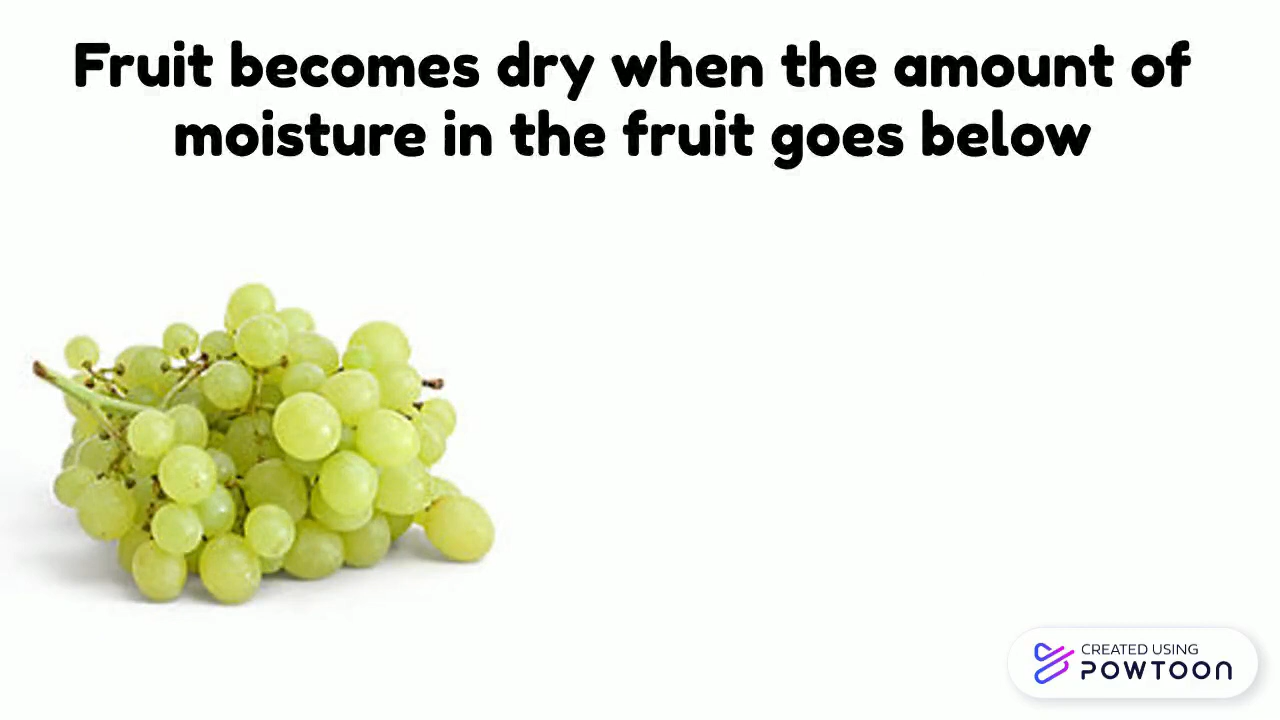 Fruit becomes dry when the amount of
moisture in the fruit goes below
CREATED USING
POWTOON